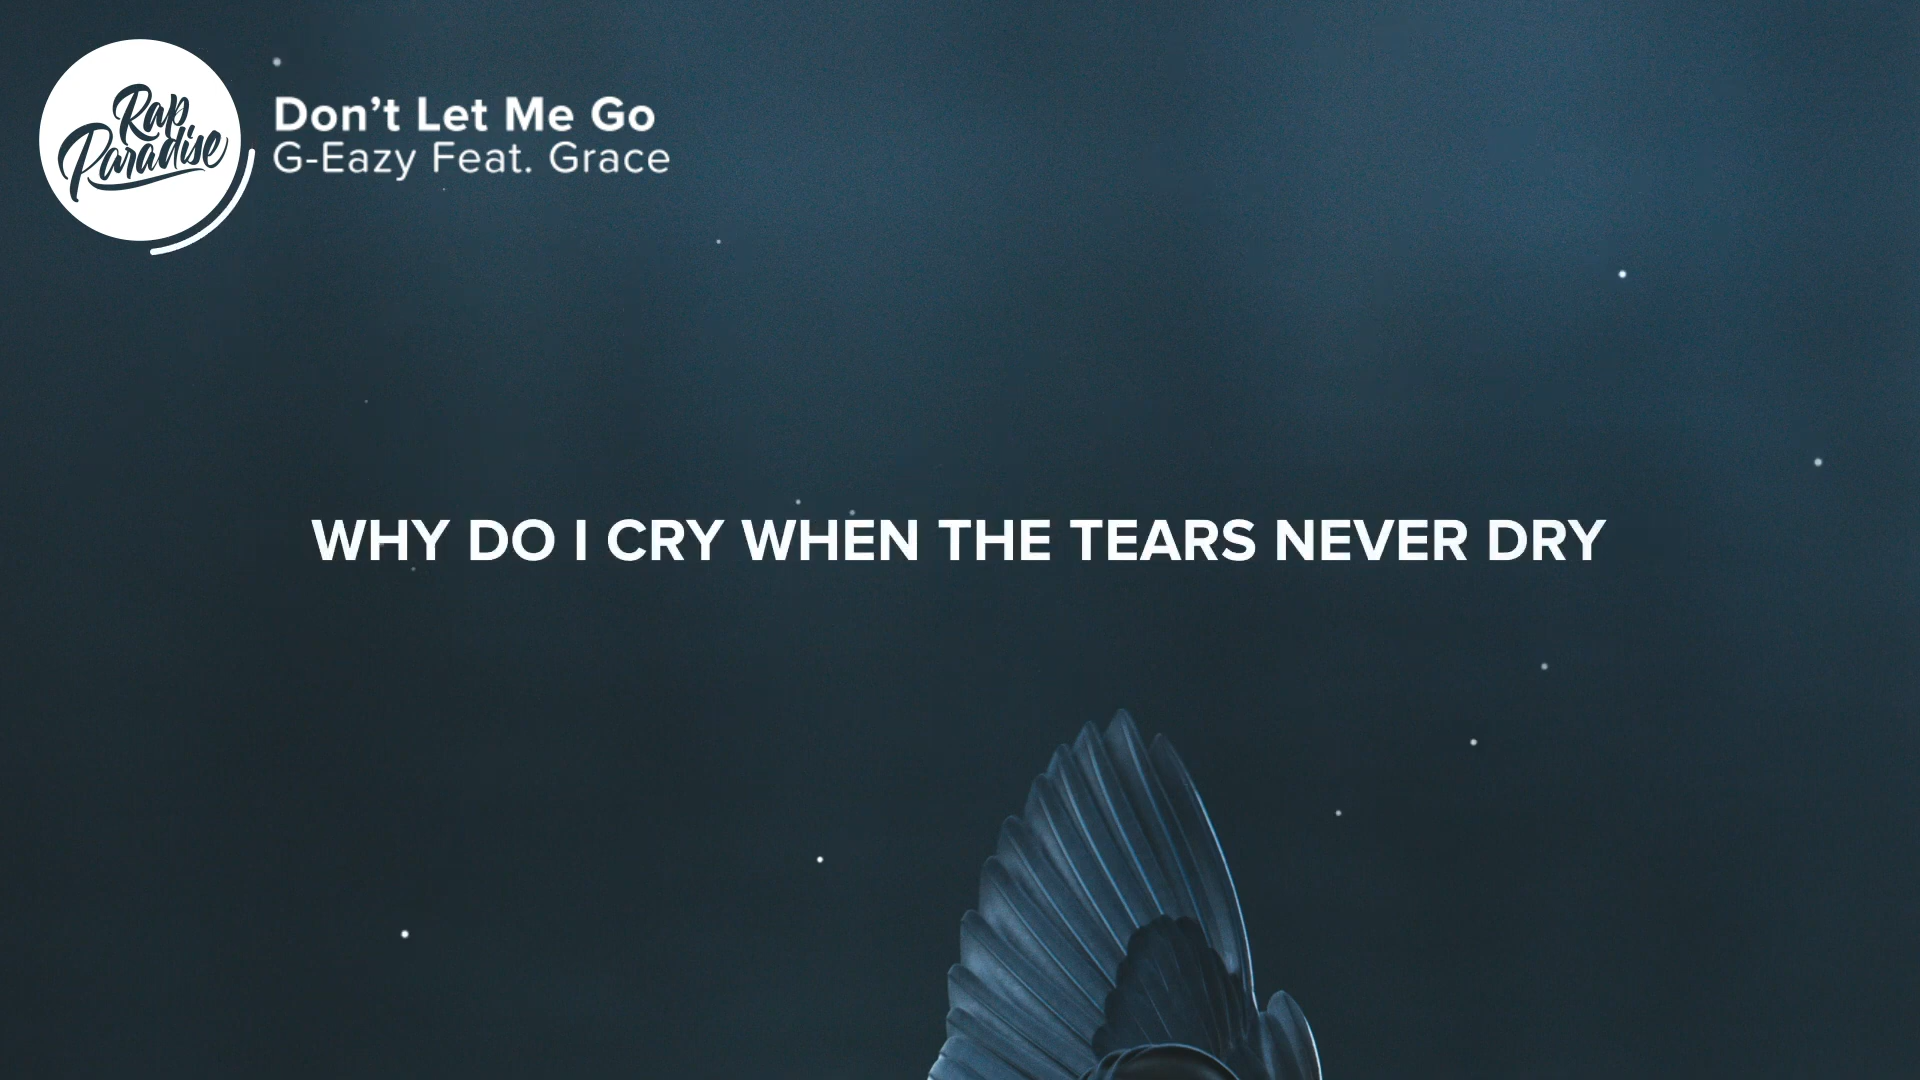 Rap
Paradise
Don’t Let Me Go
G-Eazy Feat. Grace
WHY DO I CRY WHEN THE TEARS NEVER DRY